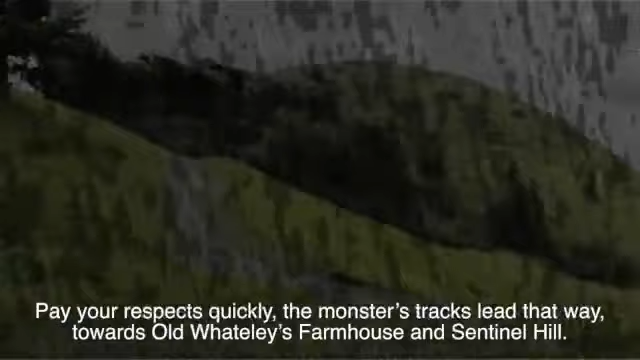 Pay your respects quickly, the monster's tracks lead that way,
towards Old Whateley's Farmhouse and Sentinel Hill.